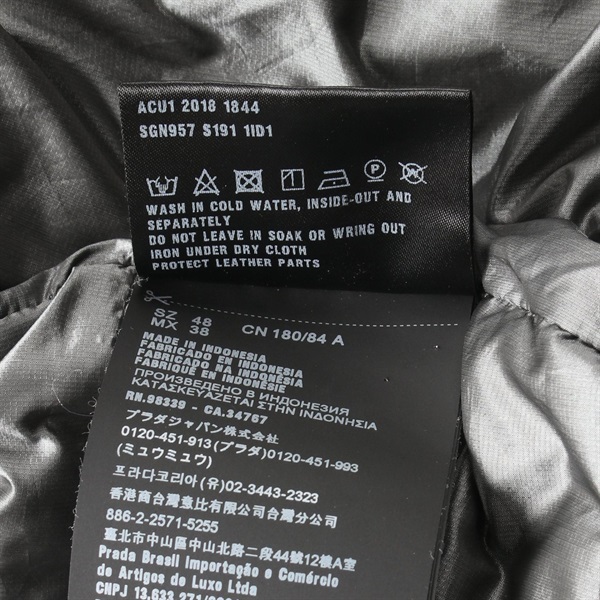 ACU1 2018 1844
SGN957 S191 1ID1
WASH IN COLD WATER, INSIDE-OUT AND
SEPARATELY
DO NOT LEAVE IN SOAK OR WRING OUT
IRON UNDER DRY CLOTH
PROTECT LEATHER PARTS
SZ 48 CN 180/84 A
MX 38
MADE IN INDONESIA
FABRICADO EN INDONESIA
FABRICADO EM INDONESIA
FABRIQUÉ EN INDONÉSIE
ПРОИЗВЕДЕНО В ИНДОНЕЗИЯ
ΚΑΤΑΣΚΕΥΑΖΕΤΑΙ ΣΤΗΝ ΙΝΔΟΝΗΣΙΑ
RN.98339 - CA.34767
プラダジャパン株式会社
0120-451-913 (プラダ) 0120-451-993
(ミュウミュウ)
프라다코리아(유) 02-3443-2323
香港商台灣意比有限公司台灣分公司
886-2-2571-5255
臺北市中山區中山北路二段44號12樓
Prada Brasil Importação e Comércio
de Artigos de Luxo Ltda
CNPJ 13.633.271/